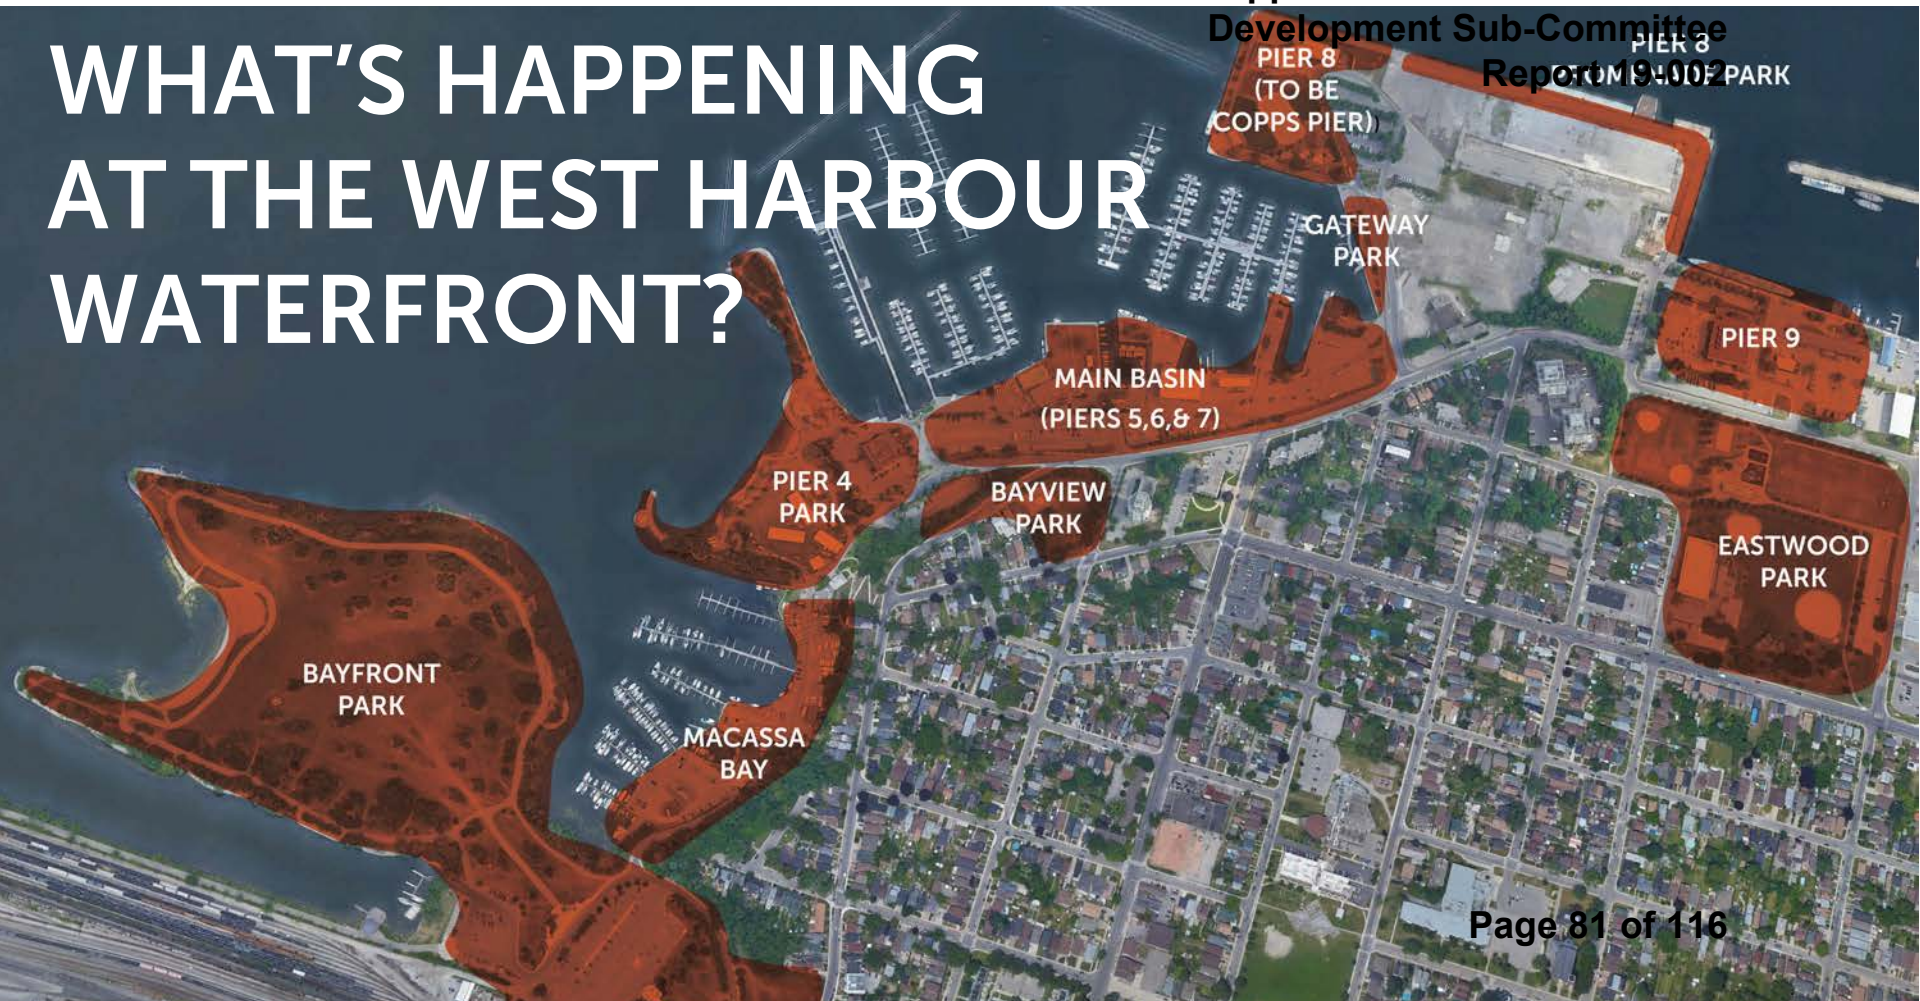 Development Sub-Committee
Report 19-002
WHAT'S HAPPENING
AT THE WEST HARBOUR
WATERFRONT?
PIER 8
(TO BE
COPPS PIER))
PIER 8
PROMENADE PARK
GATEWAY
PARK
PIER 9
MAIN BASIN
(PIERS 5,6,& 7)
PIER 4
PARK
BAYVIEW
PARK
EASTWOOD
PARK
BAYFRONT
PARK
MACASSA
BAY
Page 81 of 116